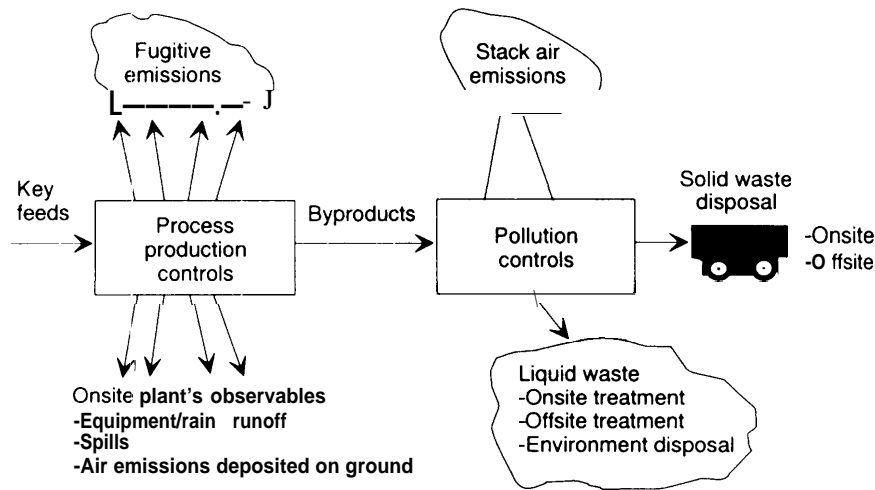 Fugitive
emissions
Stack air
emissions
Key
feeds
Process
production
controls
Byproducts
Pollution
controls
Solid waste
disposal
-Onsite
-O ffsite
Onsite plant's observables
-Equipment/rain runoff
-Spills
-Air emissions deposited on ground
Liquid waste
-Onsite treatment
-Offsite treatment
-Environment disposal